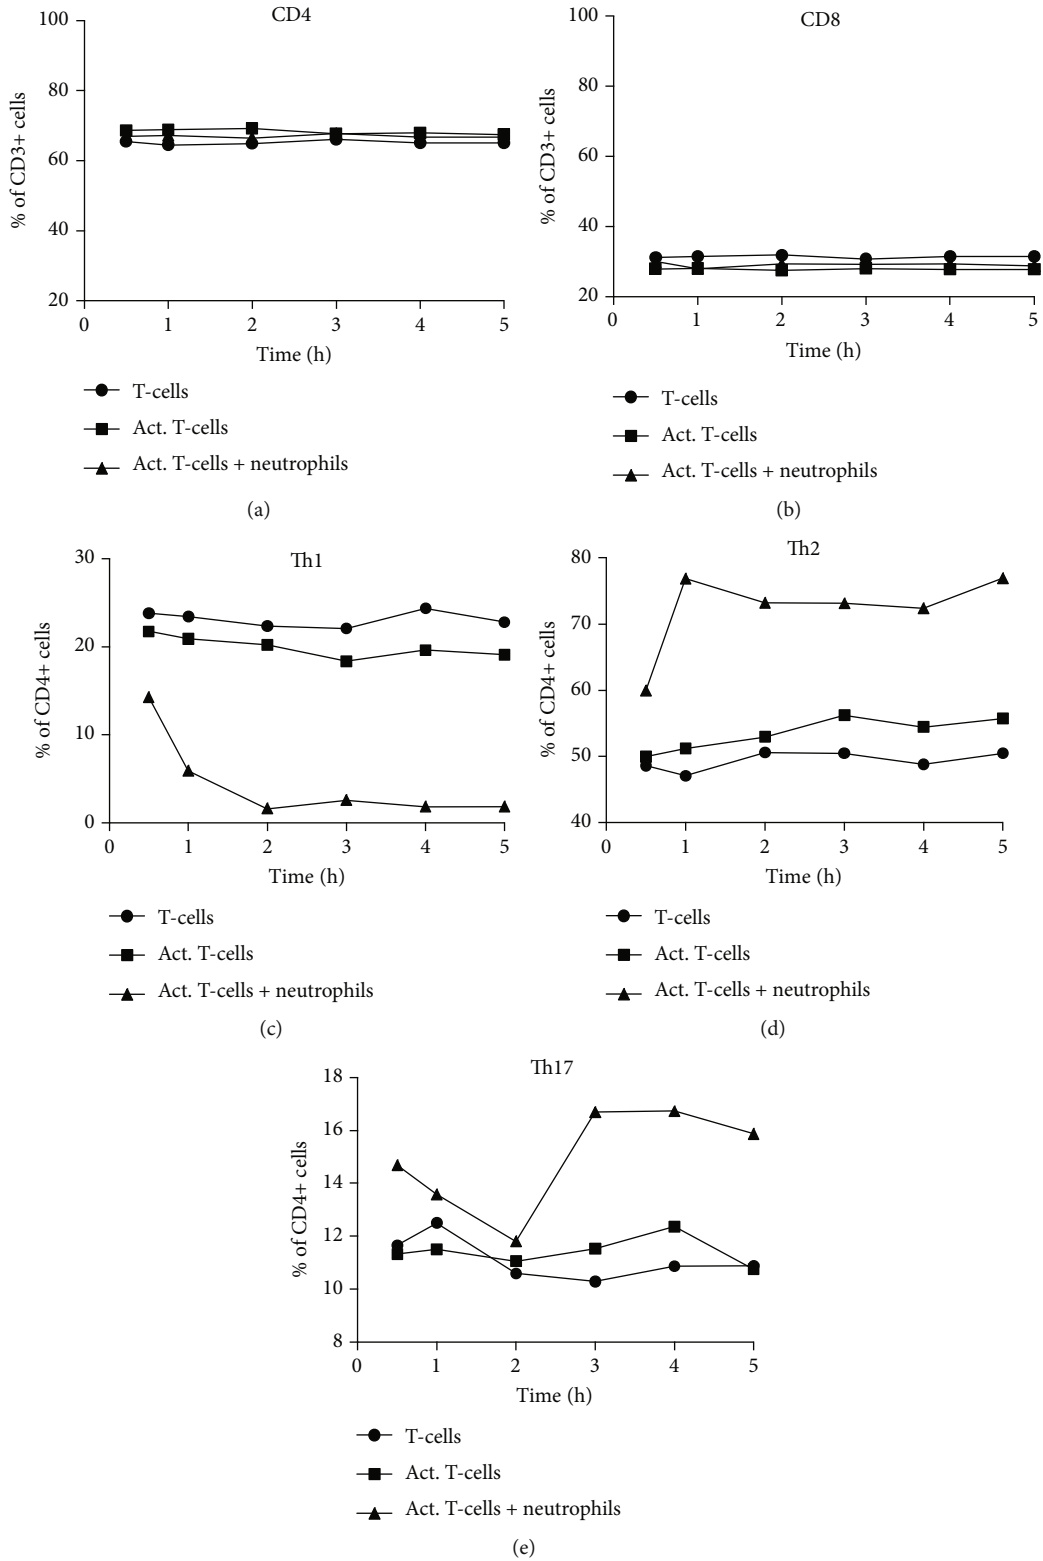 CD4
100
80
60
40
20
% of CD3+ cells
0 1 2 3 4 5
Time (h)
T-cells
Act. T-cells
Act. T-cells + neutrophils
(a)
CD8
100
80
60
40
20
% of CD3+ cells
0 1 2 3 4 5
Time (h)
T-cells
Act. T-cells
Act. T-cells + neutrophils
(b)
Th1
30
20
10
0
% of CD4+ cells
0 1 2 3 4 5
Time (h)
T-cells
Act. T-cells
Act. T-cells + neutrophils
(c)
Th2
80
70
60
50
40
% of CD4+ cells
0 1 2 3 4 5
Time (h)
T-cells
Act. T-cells
Act. T-cells + neutrophils
(d)
Th17
18
16
14
12
10
8
% of CD4+ cells
0 1 2 3 4 5
Time (h)
T-cells
Act. T-cells
Act. T-cells + neutrophils
(e)